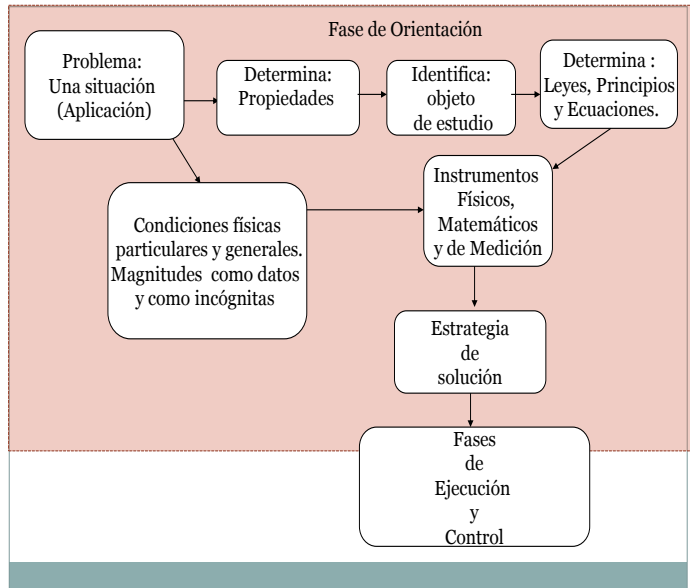 Fase de Orientación
Problema:
Una situación
(Aplicación)
Determina:
Propiedades
Identifica:
objeto
de estudio
Determina :
Leyes, Principios
y Ecuaciones.
Condiciones físicas
particulares y generales.
Magnitudes como datos
y como incógnitas
Instrumentos
Físicos,
Matemáticos
y de Medición
Estrategia
de
solución
Fases
de
Ejecución
y
Control